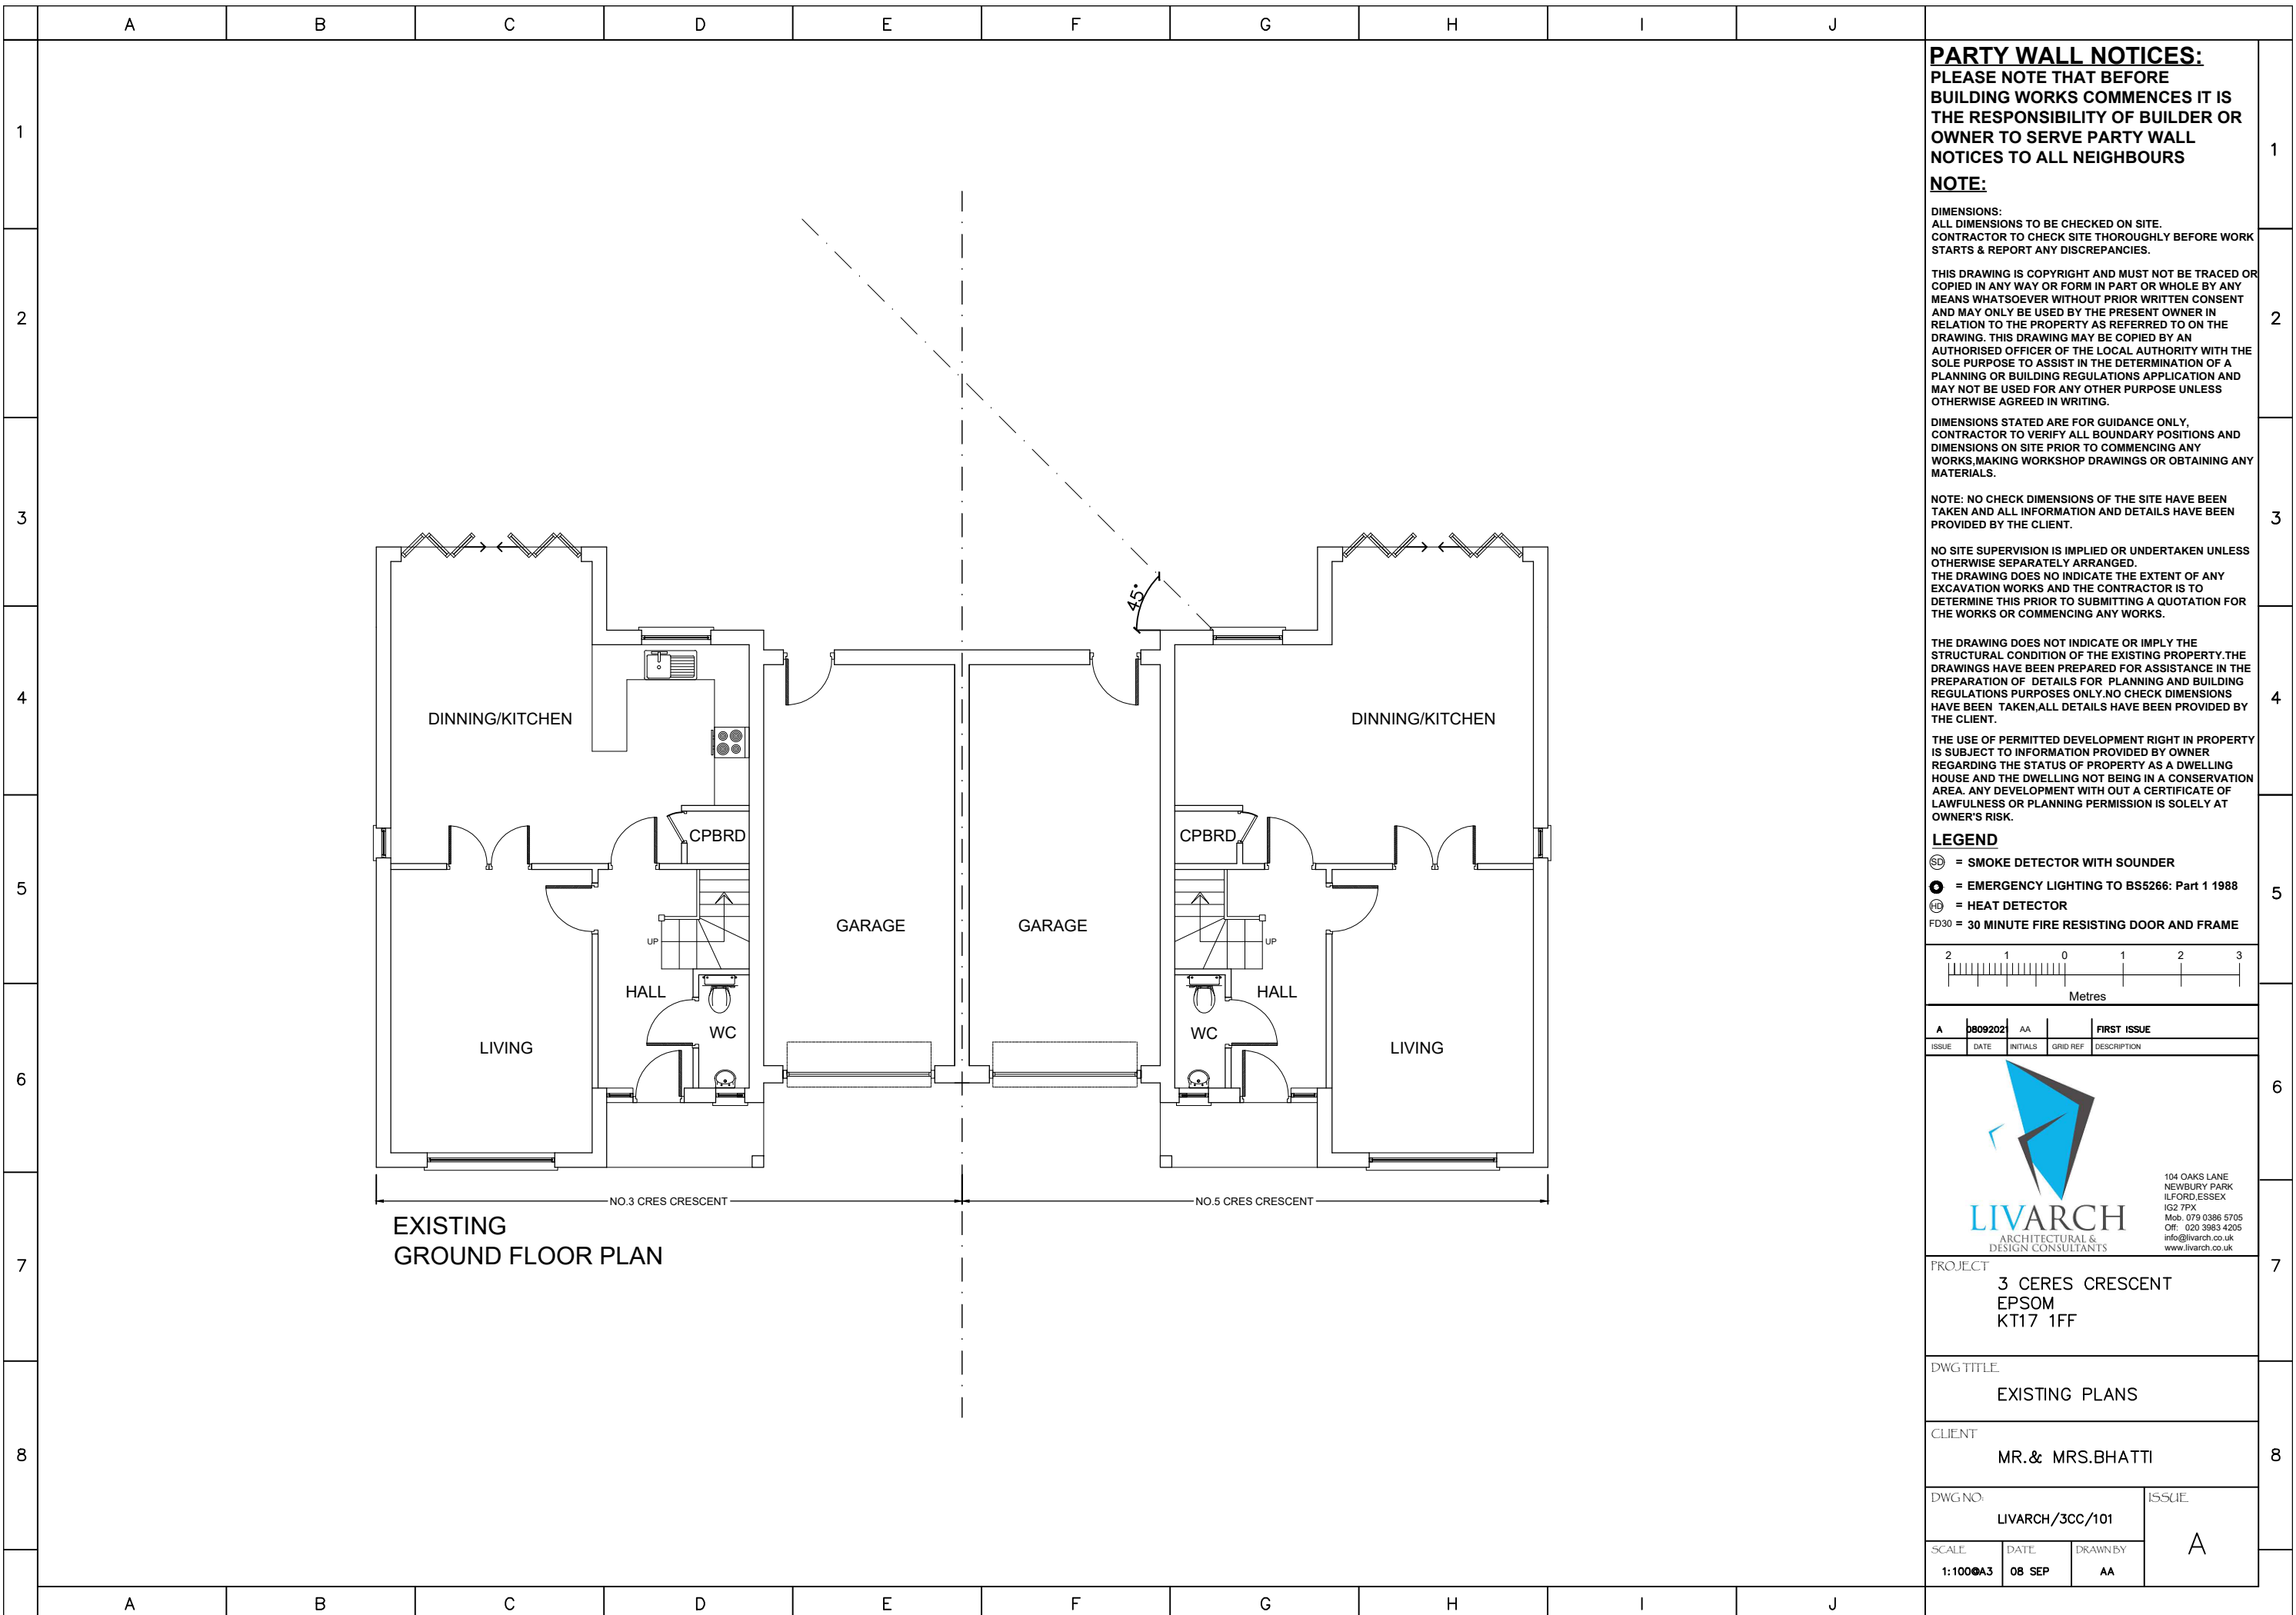 A B C D E F G H I J
1
2
3
4
5
6
7
8
DINNING/KITCHEN
DINNING/KITCHEN
CPBRD
CPBRD
45°
GARAGE
GARAGE
UP
UP
HALL
HALL
WC
WC
LIVING
LIVING
NO.3 CRES CRESCENT
NO.5 CRES CRESCENT
EXISTING
GROUND FLOOR PLAN
A B C D E F G H I J
PARTY WALL NOTICES:
PLEASE NOTE THAT BEFORE
BUILDING WORKS COMMENCES IT IS
THE RESPONSIBILITY OF BUILDER OR
OWNER TO SERVE PARTY WALL
NOTICES TO ALL NEIGHBOURS
NOTE:
DIMENSIONS:
ALL DIMENSIONS TO BE CHECKED ON SITE.
CONTRACTOR TO CHECK SITE THOROUGHLY BEFORE WORK
STARTS & REPORT ANY DISCREPANCIES.
THIS DRAWING IS COPYRIGHT AND MUST NOT BE TRACED OR
COPIED IN ANY WAY OR FORM IN PART OR WHOLE BY ANY
MEANS WHATSOEVER WITHOUT PRIOR WRITTEN CONSENT
AND MAY ONLY BE USED BY THE PRESENT OWNER IN
RELATION TO THE PROPERTY AS REFERRED TO ON THE
DRAWING. THIS DRAWING MAY BE COPIED BY AN
AUTHORISED OFFICER OF THE LOCAL AUTHORITY WITH THE
SOLE PURPOSE TO ASSIST IN THE DETERMINATION OF A
PLANNING OR BUILDING REGULATIONS APPLICATION AND
MAY NOT BE USED FOR ANY OTHER PURPOSE UNLESS
OTHERWISE AGREED IN WRITING.
DIMENSIONS STATED ARE FOR GUIDANCE ONLY,
CONTRACTOR TO VERIFY ALL BOUNDARY POSITIONS AND
DIMENSIONS ON SITE PRIOR TO COMMENCING ANY
WORKS,MAKING WORKSHOP DRAWINGS OR OBTAINING ANY
MATERIALS.
NOTE: NO CHECK DIMENSIONS OF THE SITE HAVE BEEN
TAKEN AND ALL INFORMATION AND DETAILS HAVE BEEN
PROVIDED BY THE CLIENT.
NO SITE SUPERVISION IS IMPLIED OR UNDERTAKEN UNLESS
OTHERWISE SEPARATELY ARRANGED.
THE DRAWING DOES NO INDICATE THE EXTENT OF ANY
EXCAVATION WORKS AND THE CONTRACTOR IS TO
DETERMINE THIS PRIOR TO SUBMITTING A QUOTATION FOR
THE WORKS OR COMMENCING ANY WORKS.
THE DRAWING DOES NOT INDICATE OR IMPLY THE
STRUCTURAL CONDITION OF THE EXISTING PROPERTY.THE
DRAWINGS HAVE BEEN PREPARED FOR ASSISTANCE IN THE
PREPARATION OF DETAILS FOR PLANNING AND BUILDING
REGULATIONS PURPOSES ONLY.NO CHECK DIMENSIONS
HAVE BEEN TAKEN,ALL DETAILS HAVE BEEN PROVIDED BY
THE CLIENT.
THE USE OF PERMITTED DEVELOPMENT RIGHT IN PROPERTY
IS SUBJECT TO INFORMATION PROVIDED BY OWNER
REGARDING THE STATUS OF PROPERTY AS A DWELLING
HOUSE AND THE DWELLING NOT BEING IN A CONSERVATION
AREA. ANY DEVELOPMENT WITH OUT A CERTIFICATE OF
LAWFULNESS OR PLANNING PERMISSION IS SOLELY AT
OWNER'S RISK.
LEGEND
SD = SMOKE DETECTOR WITH SOUNDER
= EMERGENCY LIGHTING TO BS5266: Part 1 1988
HD = HEAT DETECTOR
FD30 = 30 MINUTE FIRE RESISTING DOOR AND FRAME
2 1 0 1 2 3
Metres
A 08092021 AA FIRST ISSUE
ISSUE DATE INITIALS GRID REF DESCRIPTION
LIVARCH
ARCHITECTURAL &
DESIGN CONSULTANTS
104 OAKS LANE
NEWBURY PARK
ILFORD,ESSEX
IG2 7PX
Mob. 079 0386 5705
Off: 020 3983 4205
info@livarch.co.uk
www.livarch.co.uk
PROJECT
3 CERES CRESCENT
EPSOM
KT17 1FF
DWG TITLE
EXISTING PLANS
CLIENT
MR.& MRS.BHATTI
DWG NO:
LIVARCH/3CC/101
ISSUE
A
SCALE DATE DRAWN BY
1:100@A3 08 SEP AA
1
2
3
4
5
6
7
8